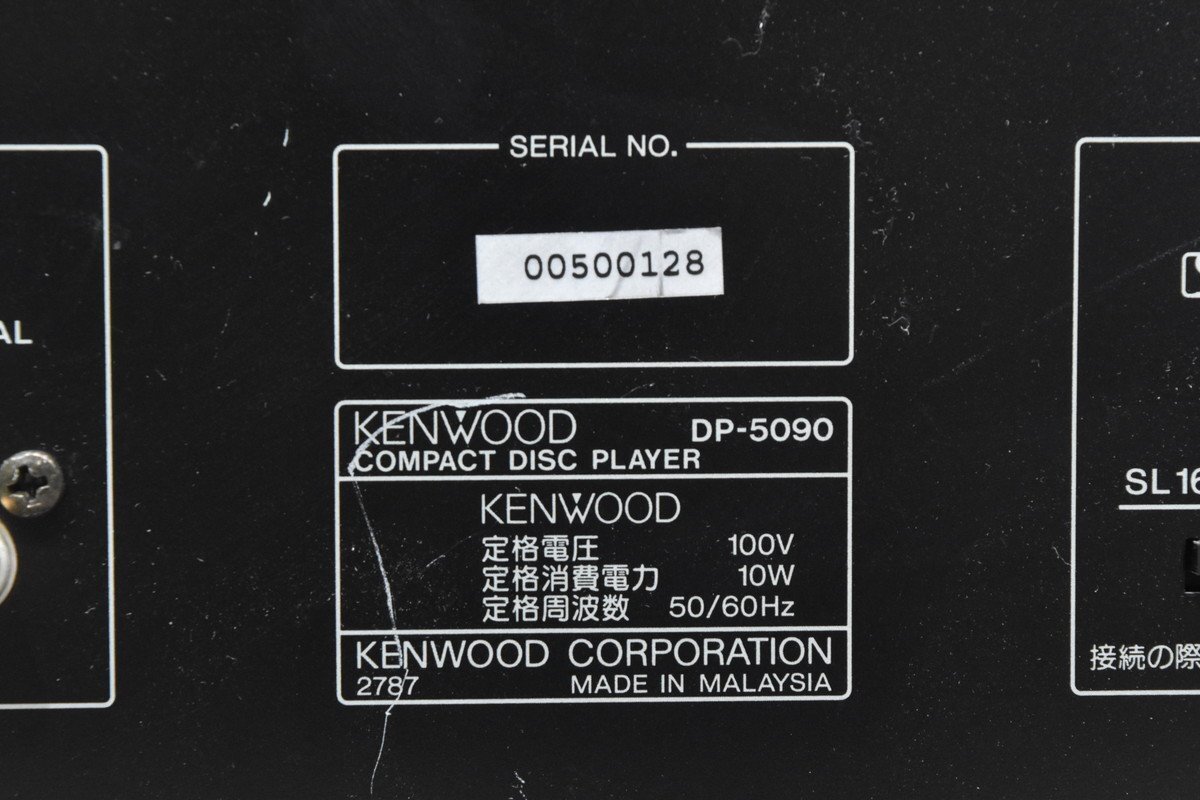 SERIAL NO.
00500128
AL
KENWOOD DP-5090
COMPACT DISC PLAYER
KENWOOD
定格電圧 100V
定格消費電力 10W
定格周波数 50/60Hz
KENWOOD CORPORATION
2787 MADE IN MALAYSIA
SL16
接続の際